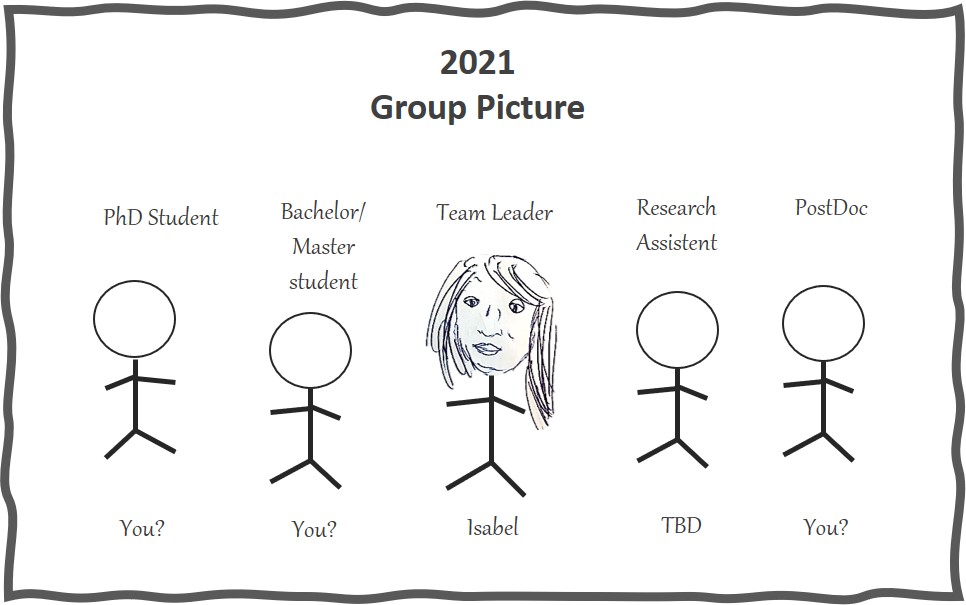 2021
Group Picture
PhD Student
Bachelor/
Master
student
Team Leader
Research
Assistent
PostDoc
You?
You?
Isabel
TBD
You?